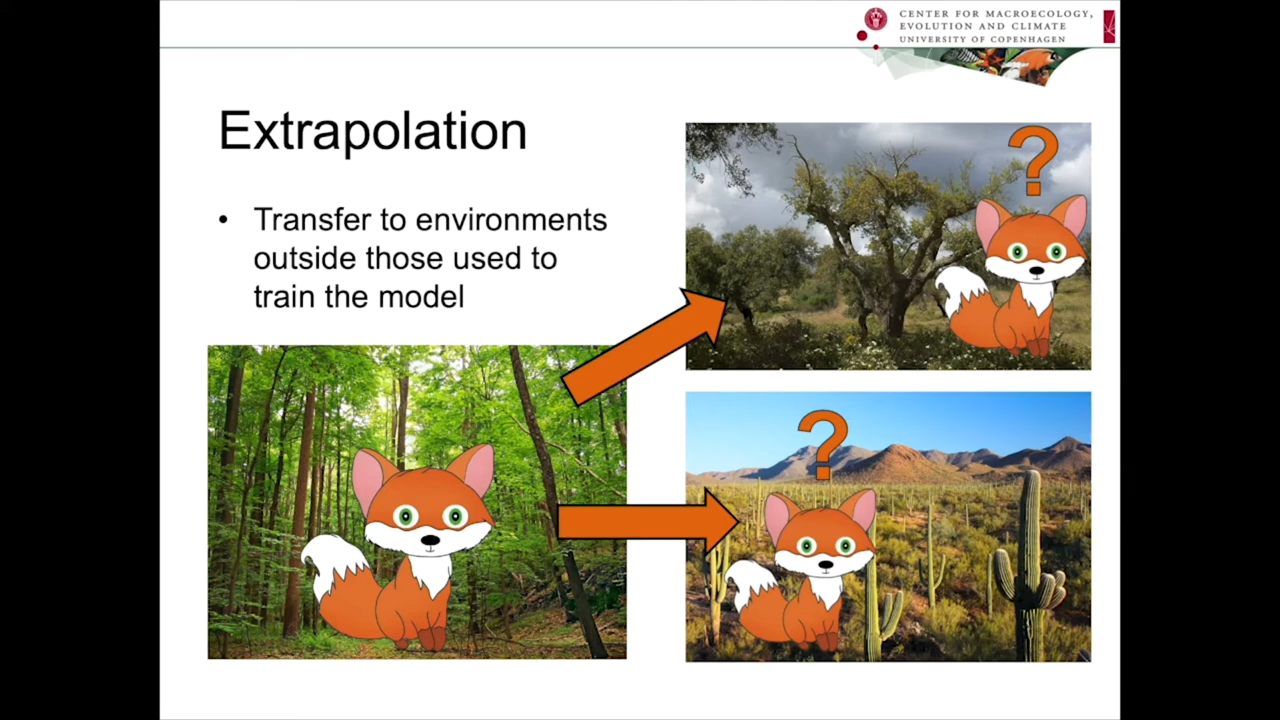 CENTER FOR MACROECOLOGY,
EVOLUTION AND CLIMATE
UNIVERSITY OF COPENHAGEN
Extrapolation
• Transfer to environments
outside those used to
train the model
?
?